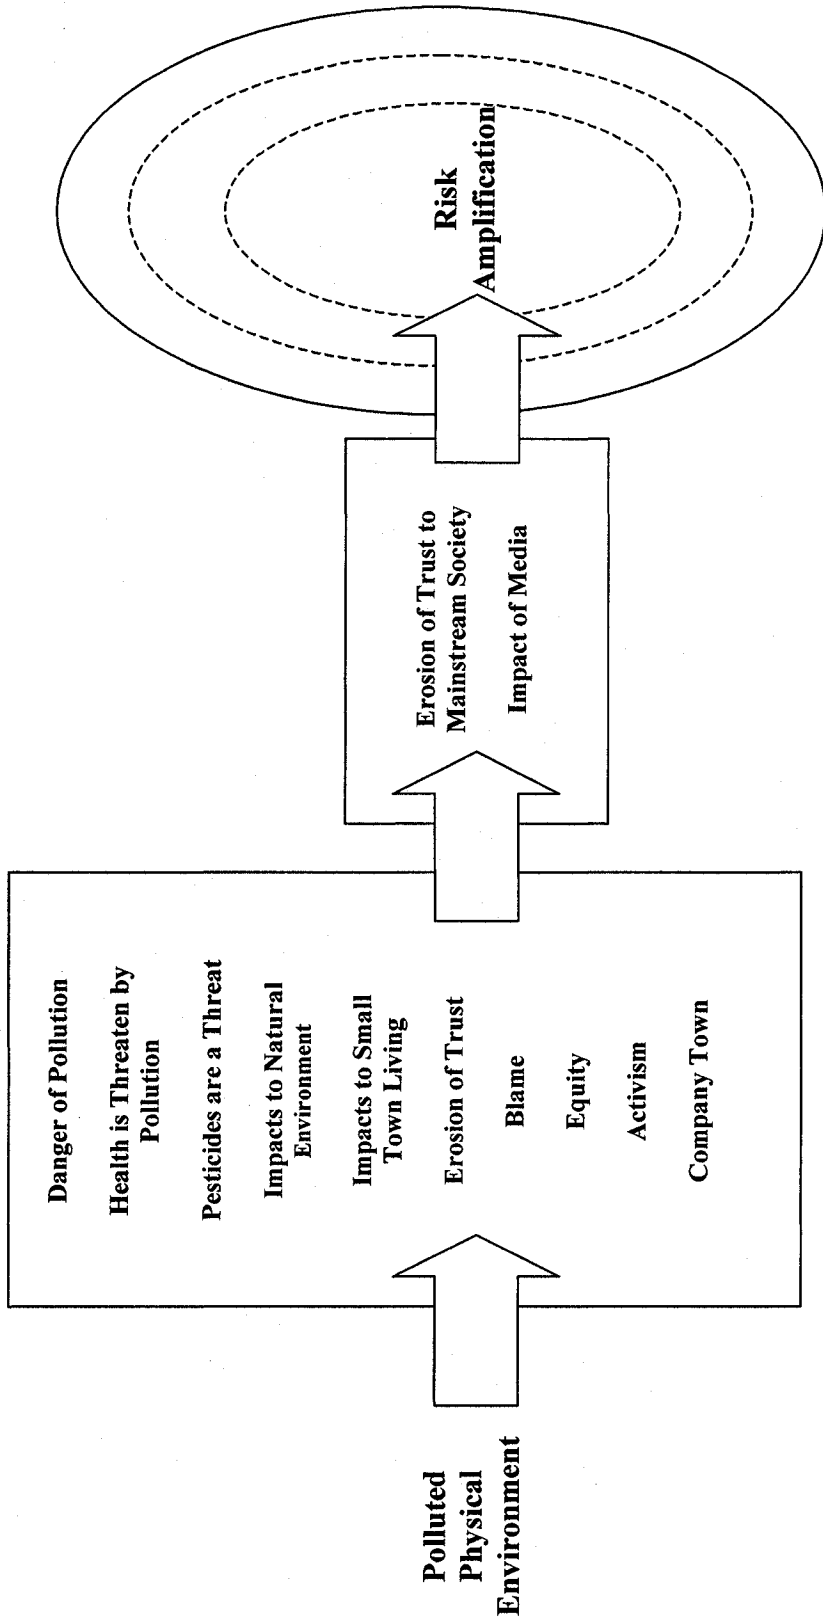 Polluted
Physical
Environment
Danger of Pollution
Health is Threaten by
Pollution
Pesticides are a Threat
Impacts to Natural
Environment
Impacts to Small
Town Living
Erosion of Trust
Blame
Equity
Activism
Company Town
Erosion of Trust to
Mainstream Society
Impact of Media
Risk
Amplification